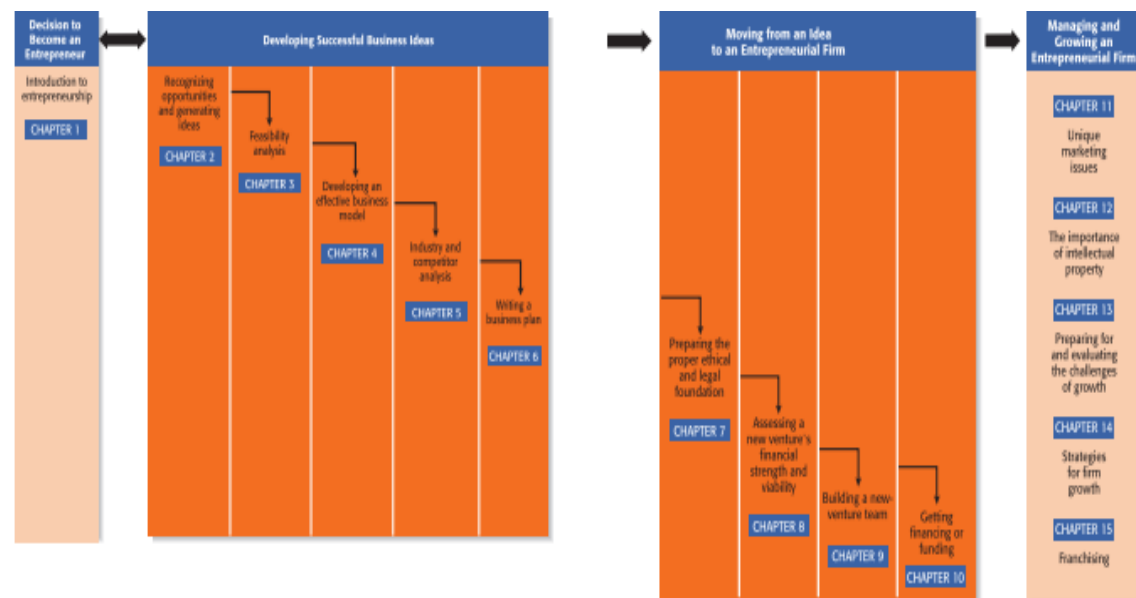 Decision to
Become an
Entrepreneur
Introduction to
entrepreneurship
CHAPTER 1
Developing Successful Business Ideas
Recognizing
opportunities
and generating
ideas
CHAPTER 2
Feasibility
analysis
CHAPTER 3
Developing an
effective business
model
CHAPTER 4
Industry and
competitor
analysis
CHAPTER 5
Writing a
business plan
CHAPTER 6
Moving from an Idea
to an Entrepreneurial Firm
Preparing the
proper ethical
and legal
foundation
CHAPTER 7
Assessing a
new venture's
financial
strength and
viability
CHAPTER 8
Building a new-
venture team
CHAPTER 9
Getting
financing or
funding
CHAPTER 10
Managing and
Growing an
Entrepreneurial Firm
CHAPTER 11
Unique
marketing
issues
CHAPTER 12
The importance
of intellectual
property
CHAPTER 13
Preparing for
and evaluating
the challenges
of growth
CHAPTER 14
Strategies
for firm
growth
CHAPTER 15
Franchising